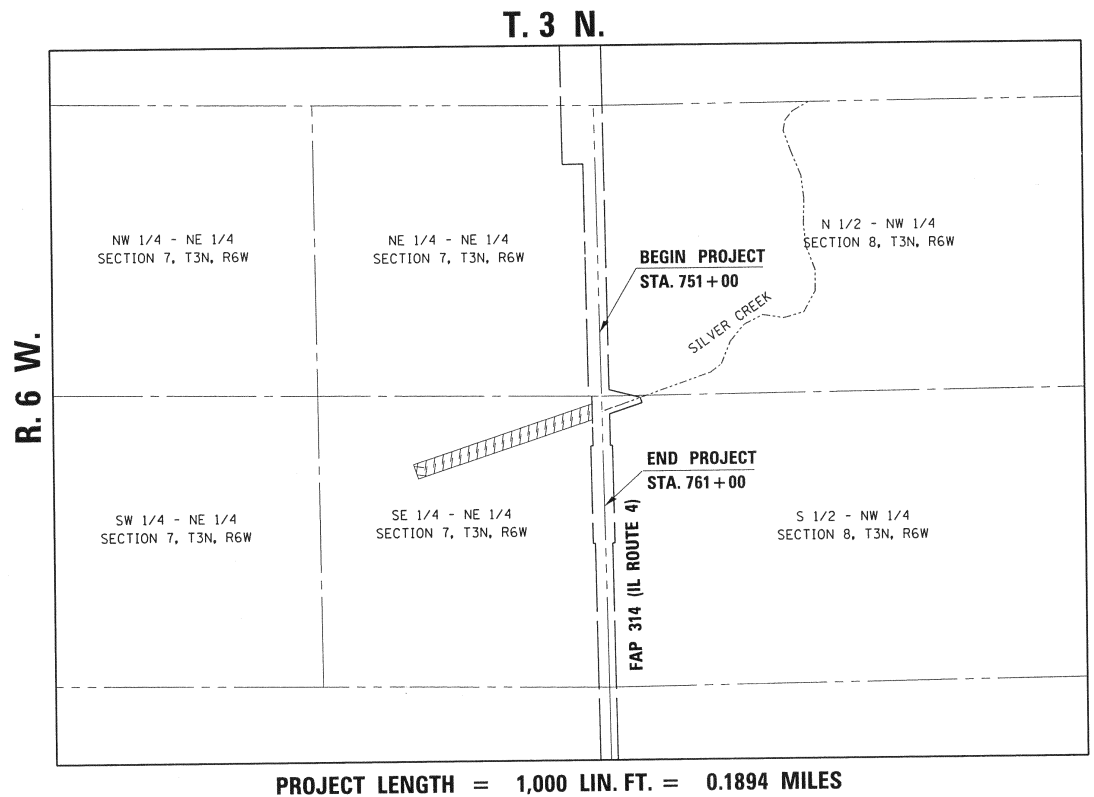 T. 3 N.
R. 6 W.
NW 1/4 - NE 1/4
SECTION 7, T3N, R6W
NE 1/4 - NE 1/4
SECTION 7, T3N, R6W
N 1/2 - NW 1/4
SECTION 8, T3N, R6W
BEGIN PROJECT
STA. 751+00
SILVER CREEK
END PROJECT
STA. 761+00
SW 1/4 - NE 1/4
SECTION 7, T3N, R6W
SE 1/4 - NE 1/4
SECTION 7, T3N, R6W
FAP 314 (IL ROUTE 4)
S 1/2 - NW 1/4
SECTION 8, T3N, R6W
PROJECT LENGTH = 1,000 LIN. FT. = 0.1894 MILES